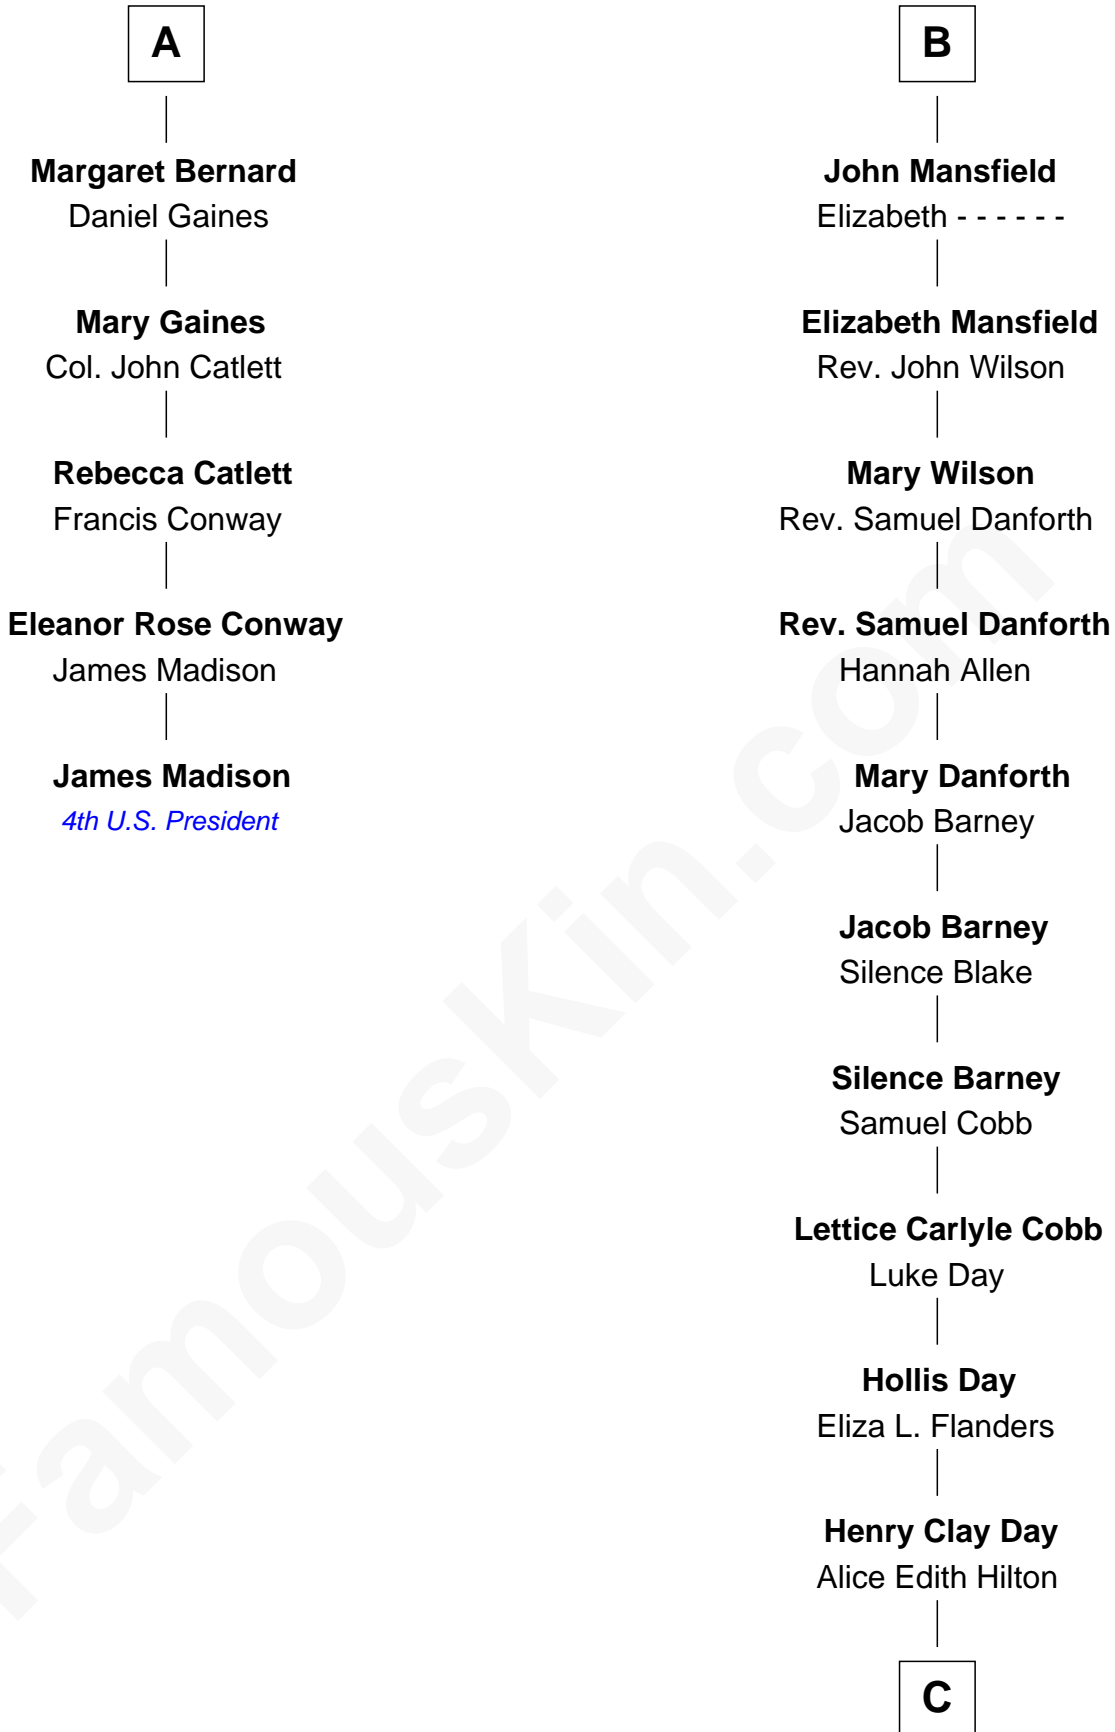 A
Margaret Bernard
Daniel Gaines
Mary Gaines
Col. John Catlett
Rebecca Catlett
Francis Conway
Eleanor Rose Conway
James Madison
James Madison
4th U.S. President
B
John Mansfield
Elizabeth - - - - - -
Elizabeth Mansfield
Rev. John Wilson
Mary Wilson
Rev. Samuel Danforth
Rev. Samuel Danforth
Hannah Allen
Mary Danforth
Jacob Barney
Jacob Barney
Silence Blake
Silence Barney
Samuel Cobb
Lettice Carlyle Cobb
Luke Day
Hollis Day
Eliza L. Flanders
Henry Clay Day
Alice Edith Hilton
C
FamousKin.com